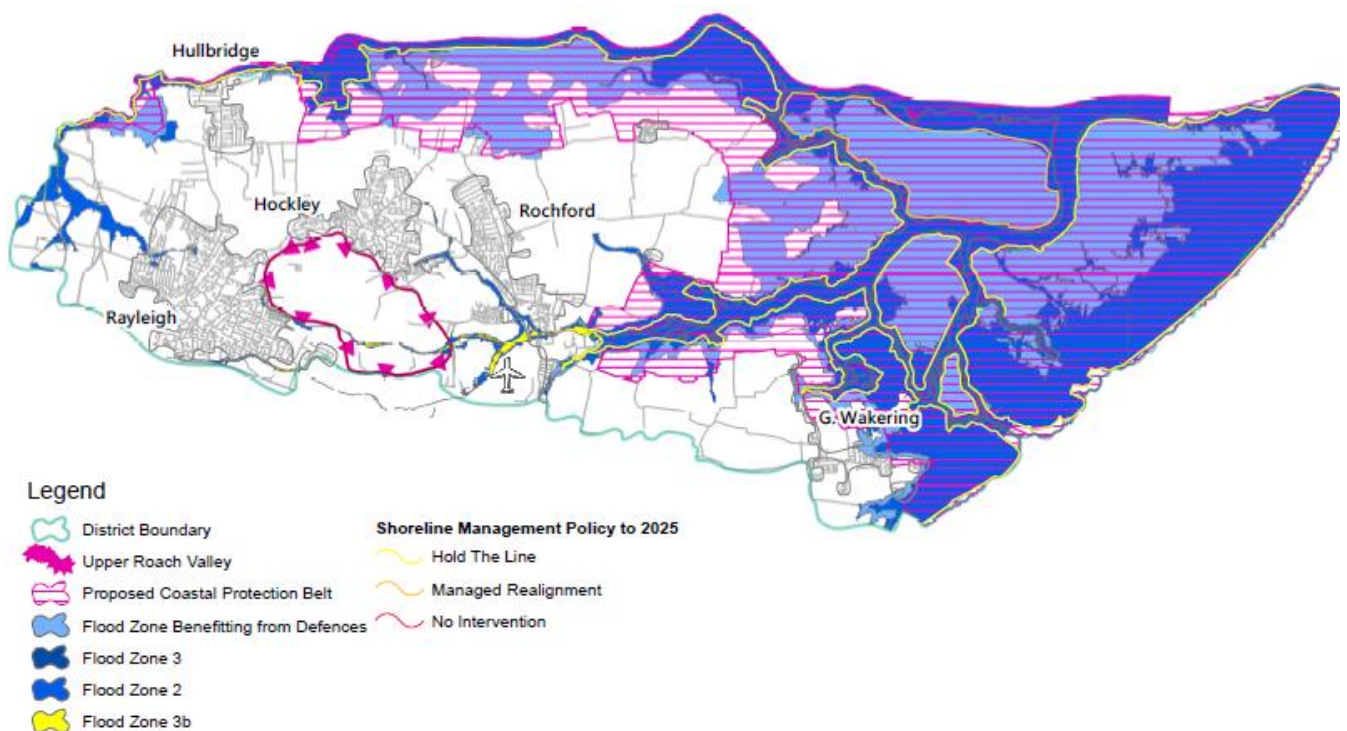 Hullbridge
Hockley
Rochford
Rayleigh
G. Wakering
Legend
District Boundary
Upper Roach Valley
Proposed Coastal Protection Belt
Flood Zone Benefitting from Defences
Flood Zone 3
Flood Zone 2
Flood Zone 3b
Shoreline Management Policy to 2025
Hold The Line
Managed Realignment
No Intervention